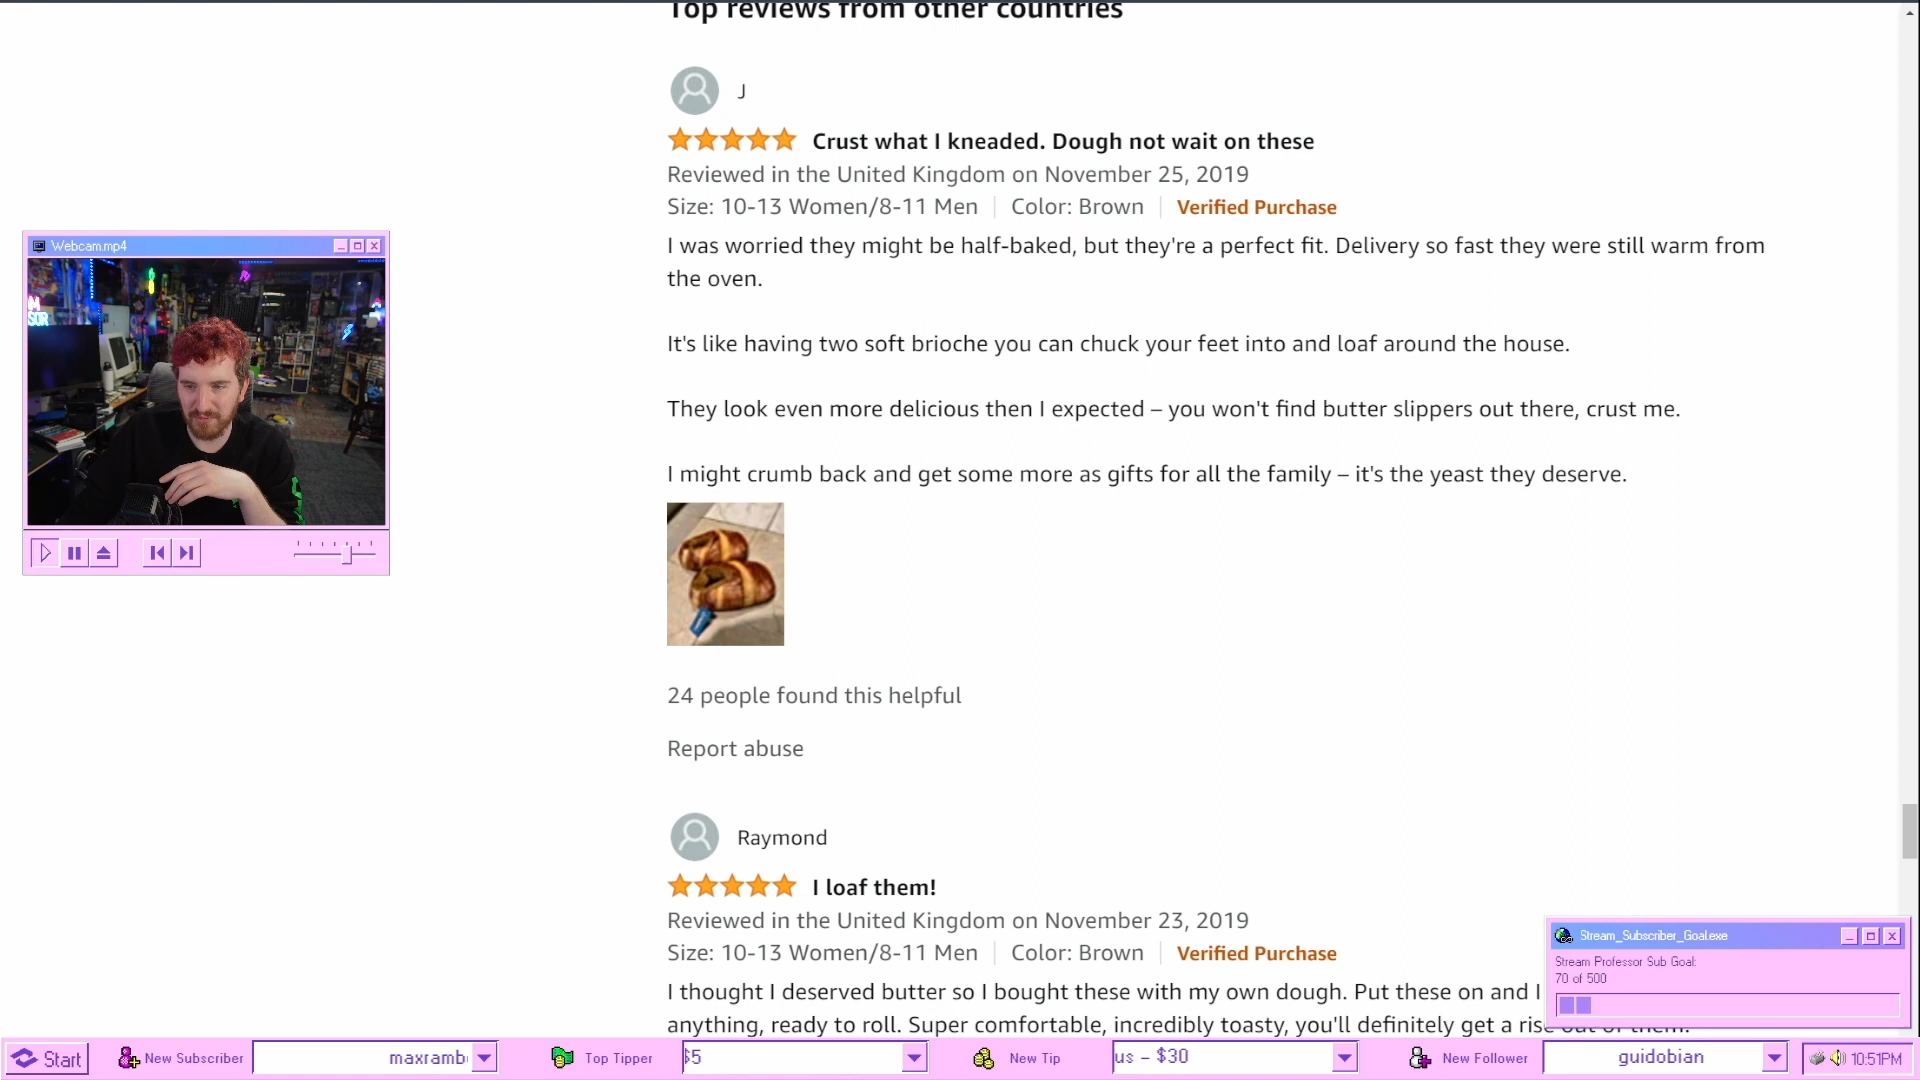 Top reviews from other countries
J
Crust what I kneaded. Dough not wait on these
Reviewed in the United Kingdom on November 25, 2019
Size: 10-13 Women/8-11 Men | Color: Brown | Verified Purchase
I was worried they might be half-baked, but they're a perfect fit. Delivery so fast they were still warm from
the oven.
It's like having two soft brioche you can chuck your feet into and loaf around the house.
They look even more delicious then I expected – you won't find butter slippers out there, crust me.
I might crumb back and get some more as gifts for all the family – it's the yeast they deserve.
24 people found this helpful
Report abuse
Raymond
I loaf them!
Reviewed in the United Kingdom on November 23, 2019
Size: 10-13 Women/8-11 Men | Color: Brown | Verified Purchase
I thought I deserved butter so I bought these with my own dough. Put these on and I
anything, ready to roll. Super comfortable, incredibly toasty, you'll definitely get a rise out of them.
Webcam.mp4
Stream_Subscriber_Goal.exe
Stream Professor Sub Goal:
70 of 500
Start
New Subscriber
maxramb
Top Tipper
$5
New Tip
us – $30
New Follower
guidobian
10:51PM